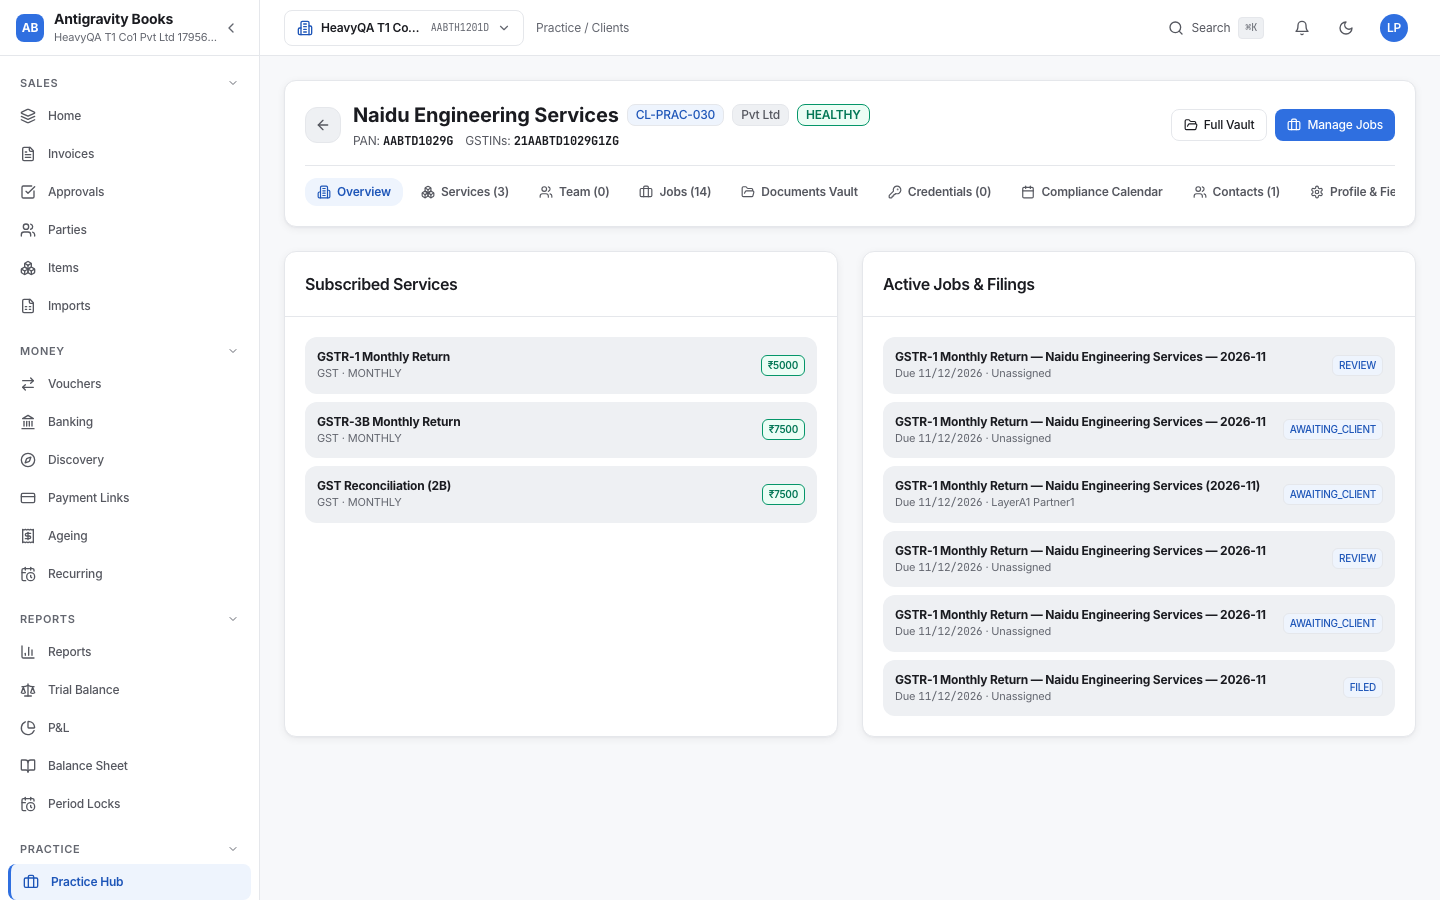 AB
Antigravity Books
HeavyQA T1 Co1 Pvt Ltd 17956...
SALES
Home
Invoices
Approvals
Parties
Items
Imports
MONEY
Vouchers
Banking
Discovery
Payment Links
Ageing
Recurring
REPORTS
Reports
Trial Balance
P&L
Balance Sheet
Period Locks
PRACTICE
Practice Hub
HeavyQA T1 Co... AABTH1201D
Practice / Clients
Search ⌘K
LP
Naidu Engineering Services CL-PRAC-030 Pvt Ltd HEALTHY
PAN: AABTD1029G GSTINs: 21AABTD1029G1ZG
Full Vault
Manage Jobs
Overview
Services (3)
Team (0)
Jobs (14)
Documents Vault
Credentials (0)
Compliance Calendar
Contacts (1)
Profile & Fie
Subscribed Services
GSTR-1 Monthly Return
GST · MONTHLY
₹5000
GSTR-3B Monthly Return
GST · MONTHLY
₹7500
GST Reconciliation (2B)
GST · MONTHLY
₹7500
Active Jobs & Filings
GSTR-1 Monthly Return — Naidu Engineering Services — 2026-11
Due 11/12/2026 · Unassigned
REVIEW
GSTR-1 Monthly Return — Naidu Engineering Services — 2026-11
Due 11/12/2026 · Unassigned
AWAITING_CLIENT
GSTR-1 Monthly Return — Naidu Engineering Services (2026-11)
Due 11/12/2026 · LayerA1 Partner1
AWAITING_CLIENT
GSTR-1 Monthly Return — Naidu Engineering Services — 2026-11
Due 11/12/2026 · Unassigned
REVIEW
GSTR-1 Monthly Return — Naidu Engineering Services — 2026-11
Due 11/12/2026 · Unassigned
AWAITING_CLIENT
GSTR-1 Monthly Return — Naidu Engineering Services — 2026-11
Due 11/12/2026 · Unassigned
FILED